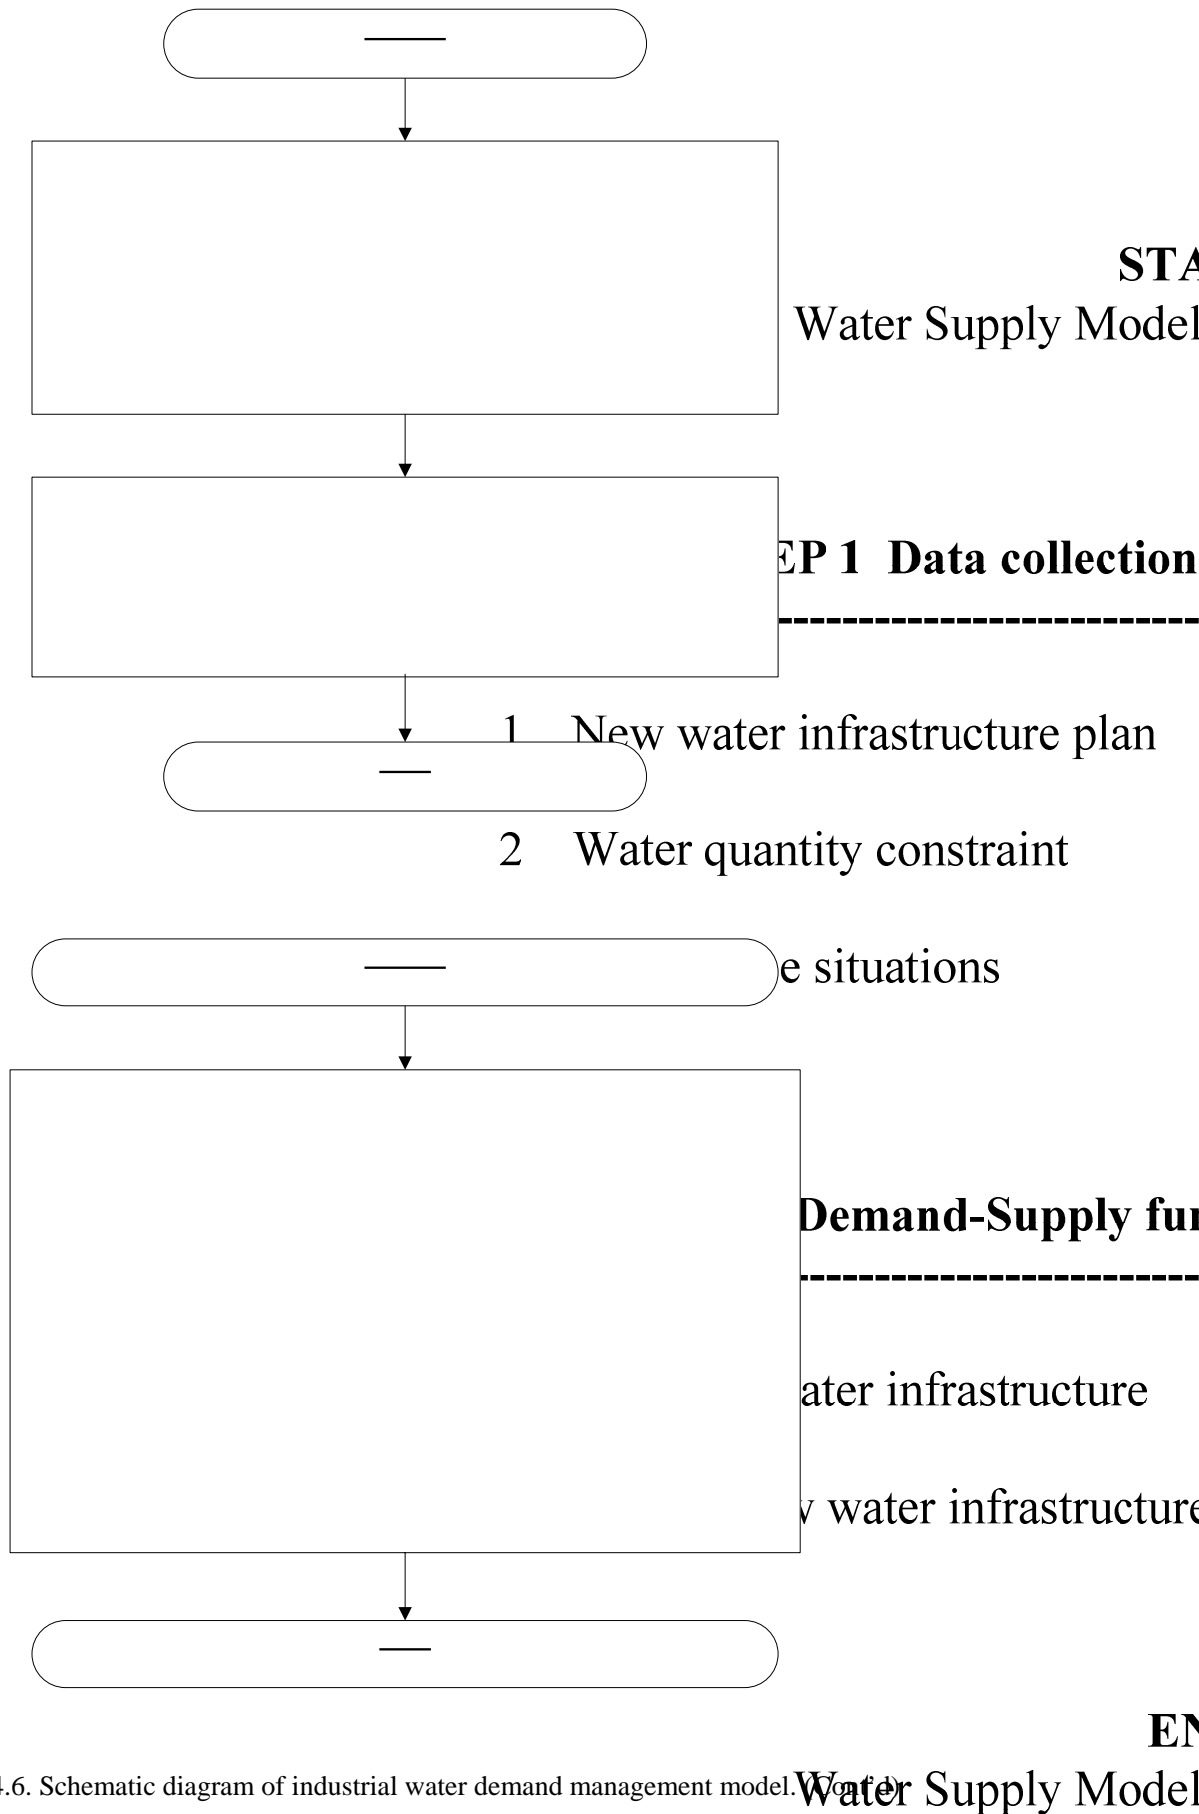 STA
Water Supply Model
EP 1 Data collection
1 New water infrastructure plan
2 Water quantity constraint
e situations
Demand-Supply fu
ater infrastructure
water infrastructure
EN
4.6. Schematic diagram of industrial water demand management model. (Cont'd)
Water Supply Model